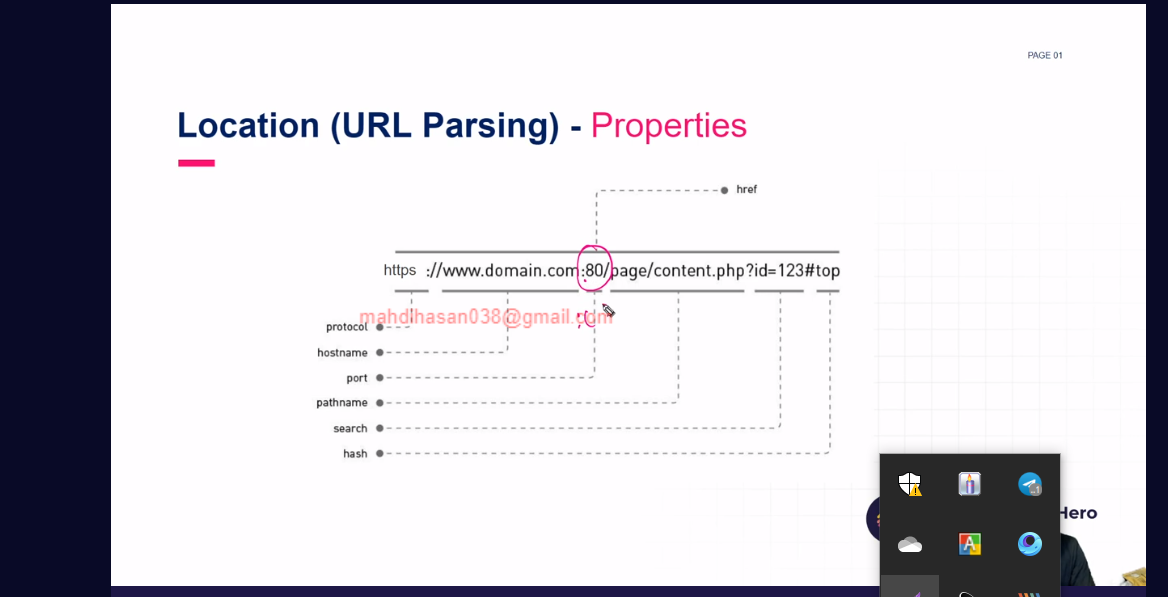 PAGE 01
Location (URL Parsing) - Properties
href
https ://www.domain.com:80/page/content.php?id=123#top
mahdihasan038@gmail.com
protocol
hostname
port
pathname
search
hash
Hero